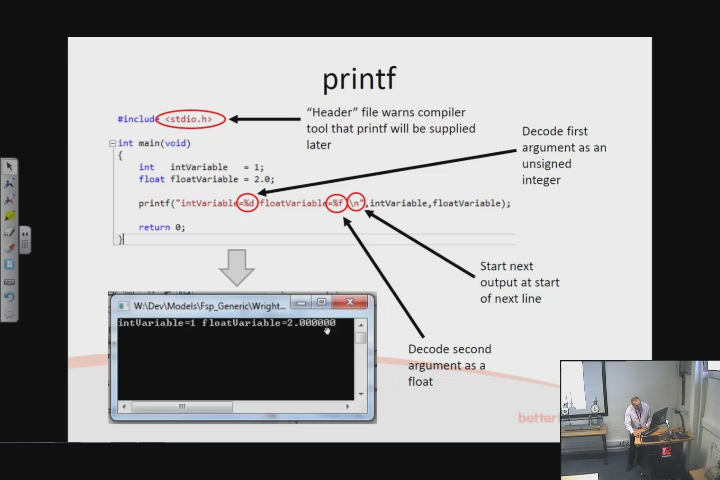 printf
#include <stdio.h>
"Header" file warns compiler
tool that printf will be supplied
later
Decode first
argument as an
unsigned
integer
int main(void)
{
int intVariable = 1;
float floatVariable = 2.0;
printf("intVariable=%d floatVariable=%f \n",intVariable,floatVariable);
return 0;
}
Start next
output at start
of next line
W:\Dev\Models\Fsp_Generic\Wright...
intVariable=1 floatVariable=2.000000
Decode second
argument as a
float